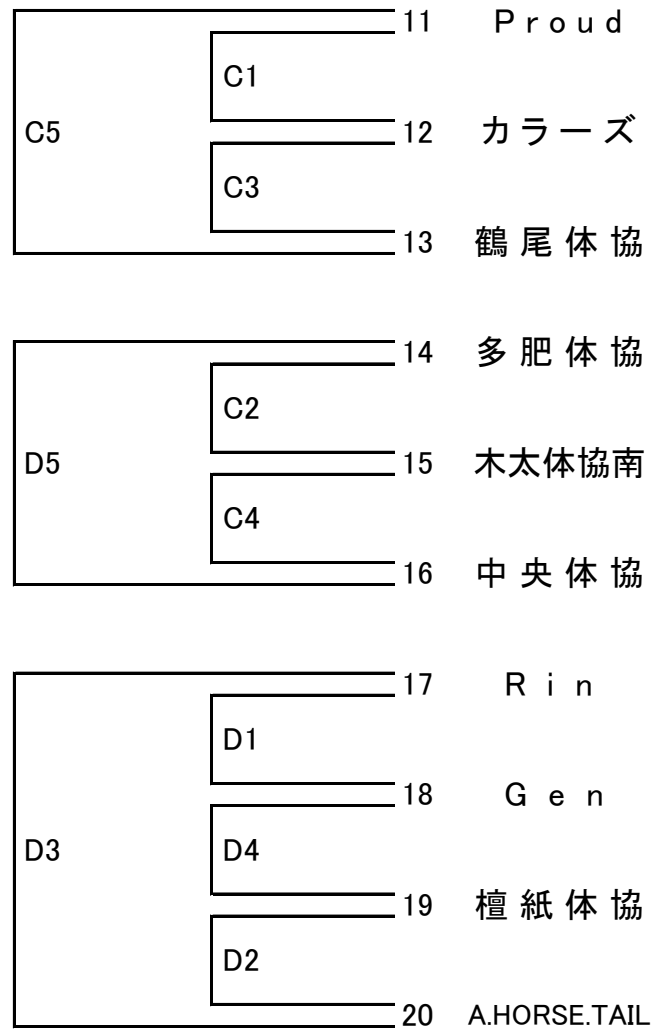 11 Proud
C1
C5 12 カラーズ
C3
13 鶴尾体協
14 多肥体協
C2
D5 15 木太体協南
C4
16 中央体協
17 Rin
D1
18 Gen
D3 D4
19 檀紙体協
D2
20 A.HORSE.TAIL